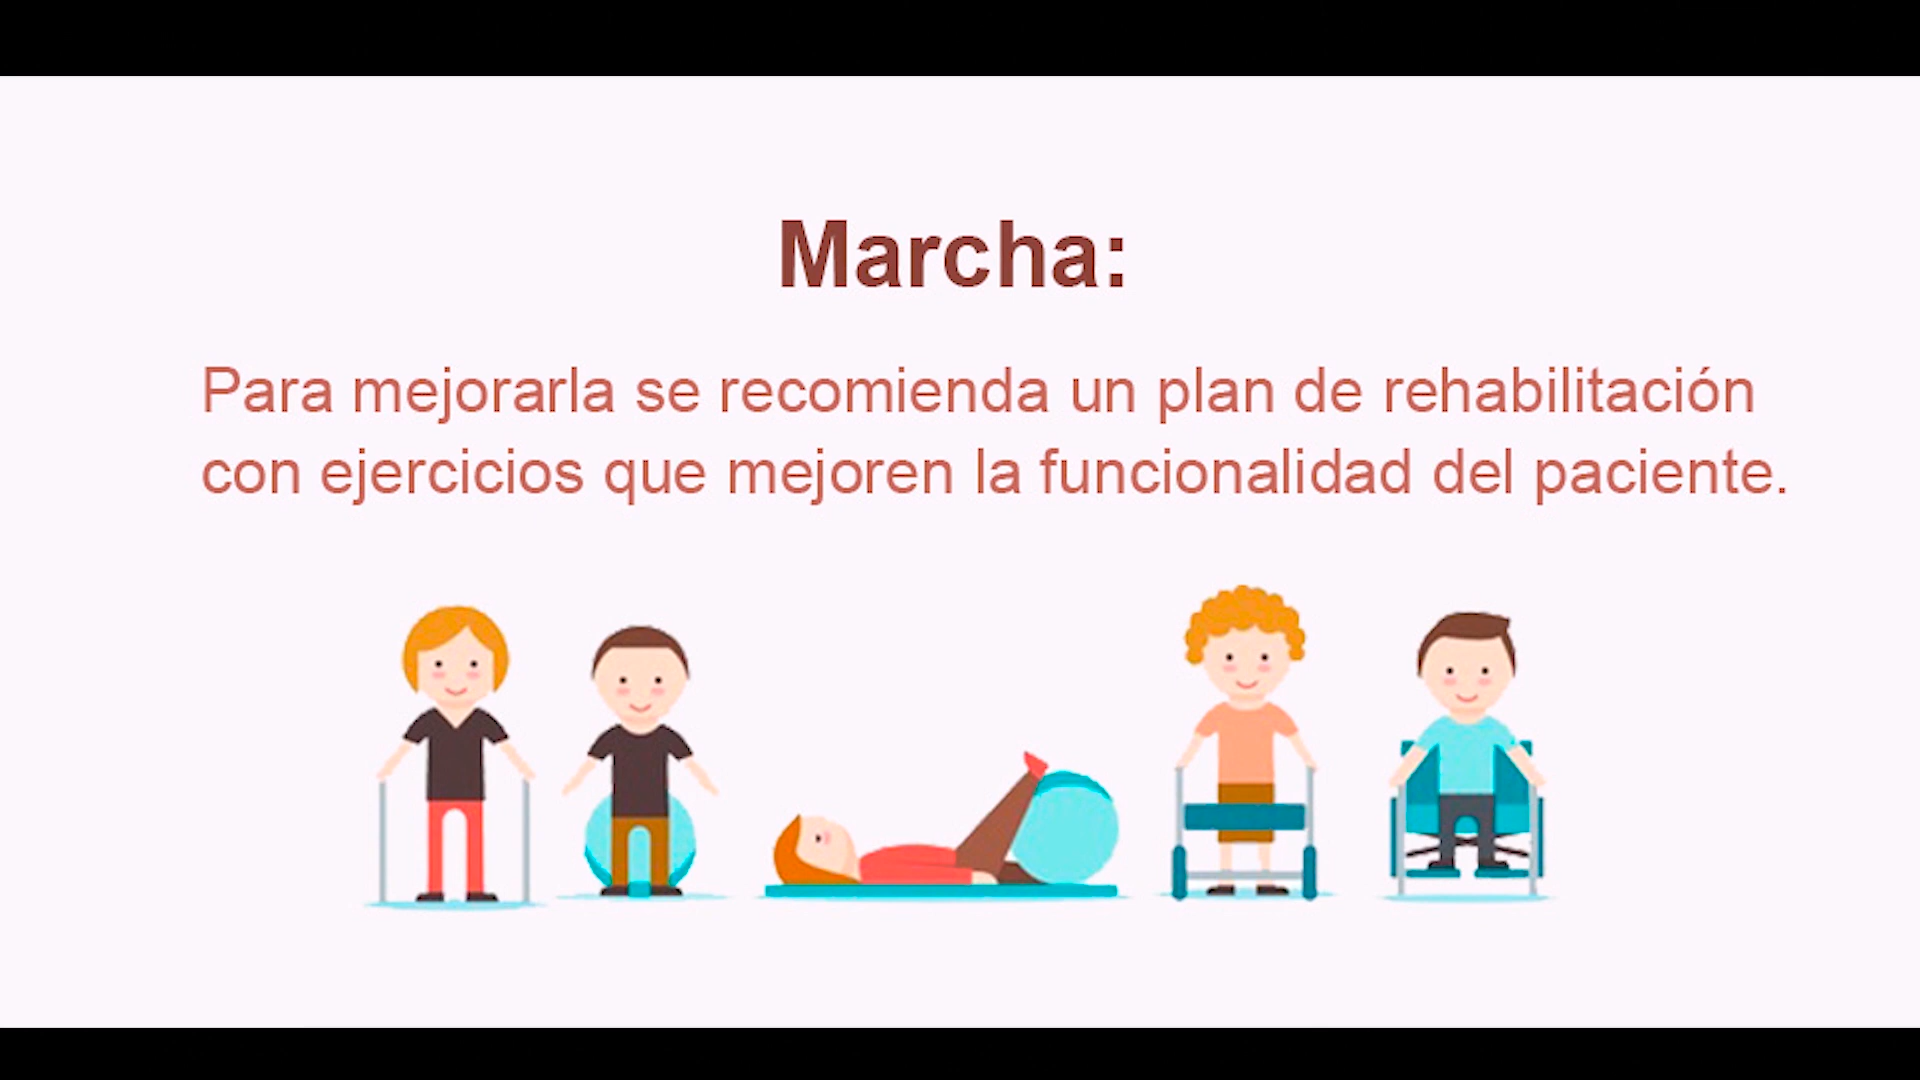 Marcha:
Para mejorarla se recomienda un plan de rehabilitación
con ejercicios que mejoren la funcionalidad del paciente.